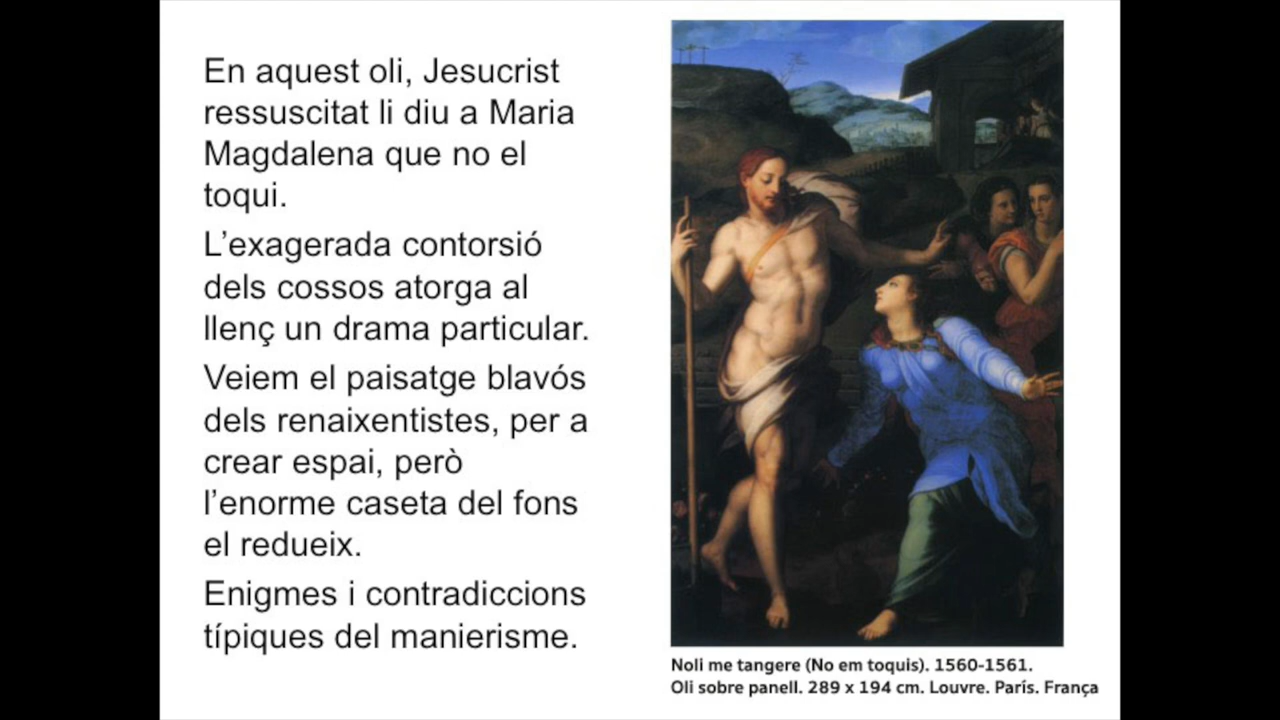 En aquest oli, Jesucrist
ressuscitat li diu a Maria
Magdalena que no el
toqui.
L’exagerada contorsió
dels cossos atorga al
llenç un drama particular.
Veiem el paisatge blavós
dels renaixentistes, per a
crear espai, però
l’enorme caseta del fons
el redueix.
Enigmes i contradiccions
típiques del manierisme.
Noli me tangere (No em toquis). 1560-1561.
Oli sobre panell. 289 x 194 cm. Louvre. París. França